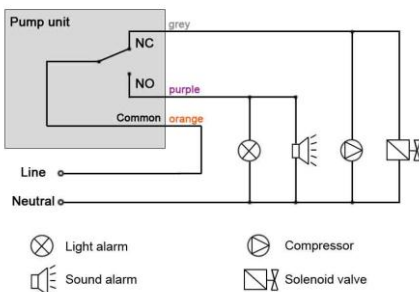 Pump unit
grey
NC
NO
purple
Common
orange
Line
Neutral
Light alarm
Compressor
Sound alarm
Solenoid valve